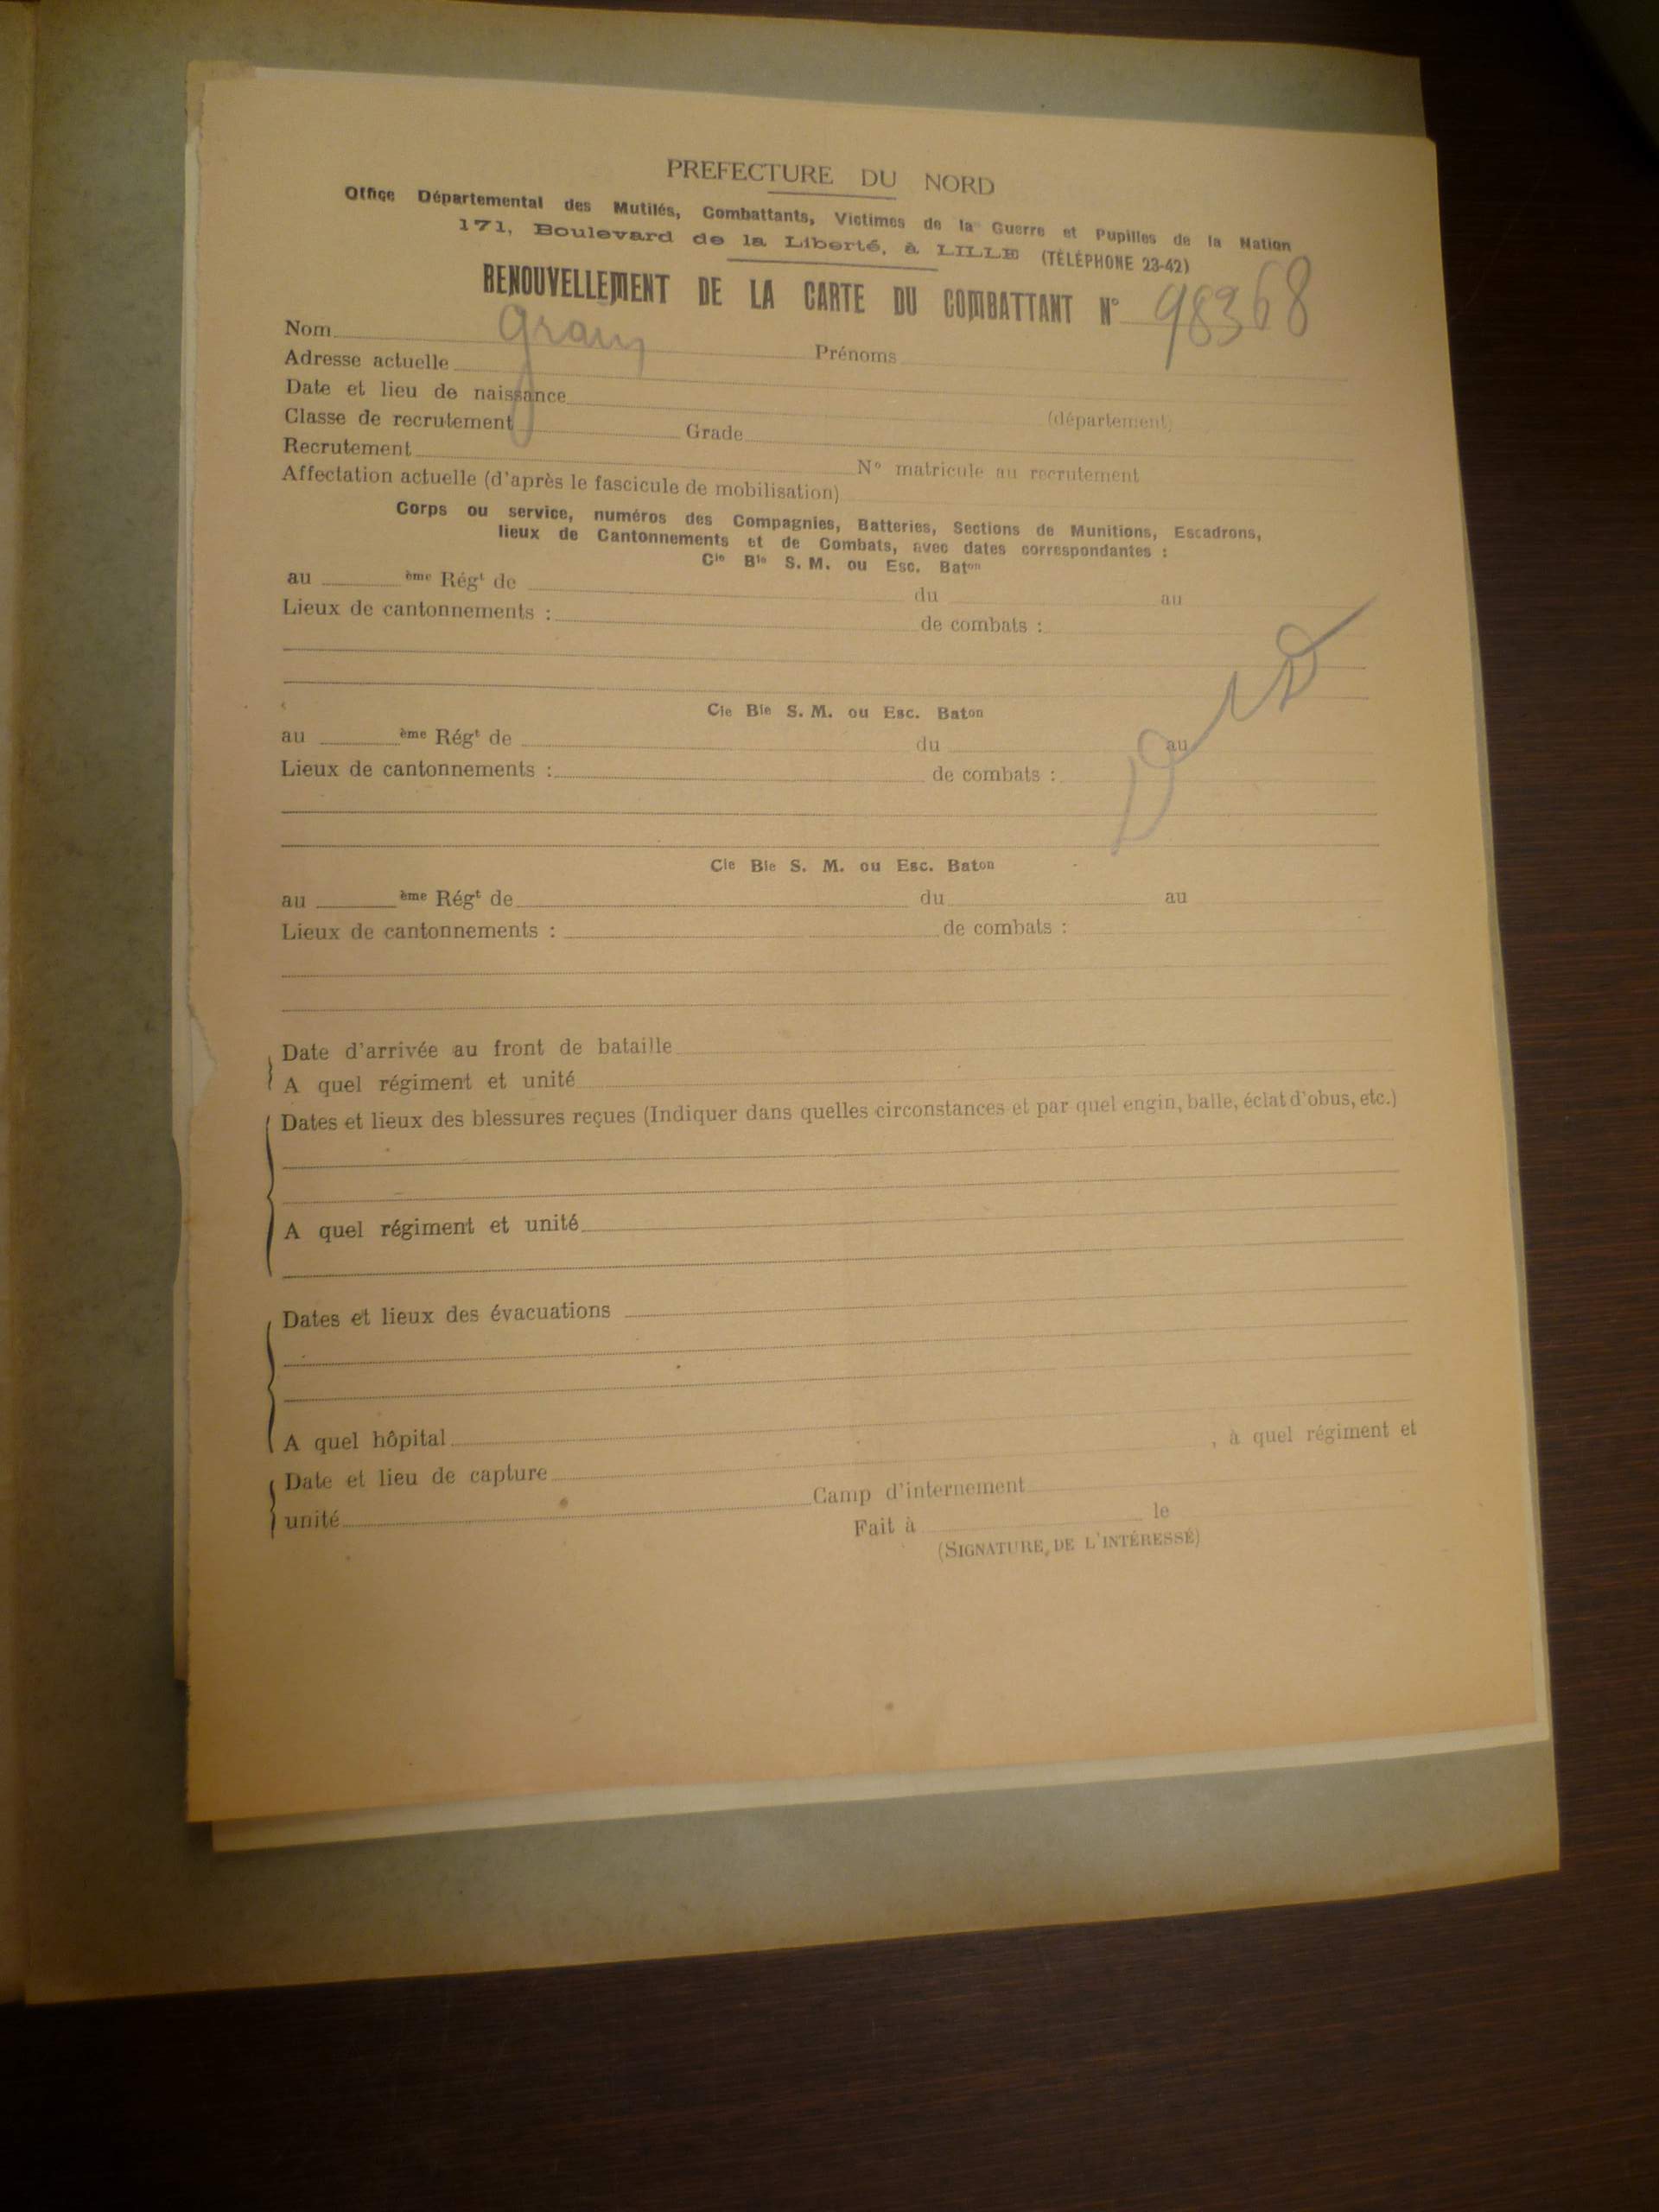 PREFECTURE DU NORD
Office Départemental des Mutilés, Combattants, Victimes de la Guerre et Pupilles de la Nation
171, Boulevard de la Liberté, à LILLE (TÉLÉPHONE 23-42)
RENOUVELLEMENT DE LA CARTE DU COMBATTANT N° 98368
Nom Prénoms
Adresse actuelle
Date et lieu de naissance
(département)
Classe de recrutement Grade
Recrutement N° matricule au recrutement
Affectation actuelle (d'après le fascicule de mobilisation)
Corps ou service, numéros des Compagnies, Batteries, Sections de Munitions, Escadrons,
lieux de Cantonnements et de Combats, avec dates correspondantes :
Cie Bie S. M. ou Esc. Baton
au ème Régt de du au
Lieux de cantonnements : de combats :
Cie Bie S. M. ou Esc. Baton
au ème Régt de du au
Lieux de cantonnements : de combats :
Cie Bie S. M. ou Esc. Baton
au ème Régt de du au
Lieux de cantonnements : de combats :
Date d'arrivée au front de bataille
A quel régiment et unité
Dates et lieux des blessures reçues (Indiquer dans quelles circonstances et par quel engin, balle, éclat d'obus, etc.)
A quel régiment et unité
Dates et lieux des évacuations
A quel hôpital
Date et lieu de capture , à quel régiment et
unité Camp d'internement
Fait à le
(SIGNATURE DE L'INTÉRESSÉ)